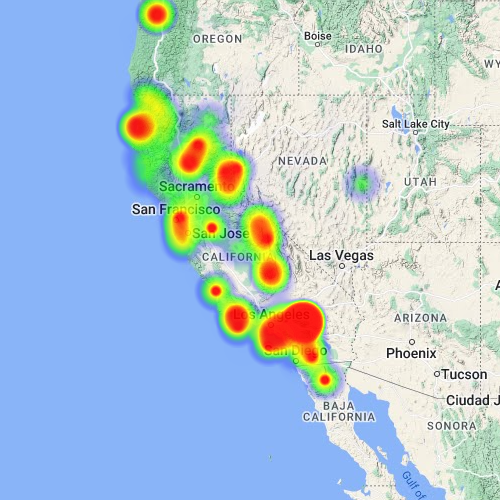 Boise
OREGON
IDAHO
WY
Salt Lake City
NEVADA
Sacramento
UTAH
San Francisco
San Jose
CALIFORNIA
Las Vegas
Los Angeles
ARIZONA
San Diego
Phoenix
Tucson
Ciudad J
BAJA
CALIFORNIA
SONORA
Gulf of